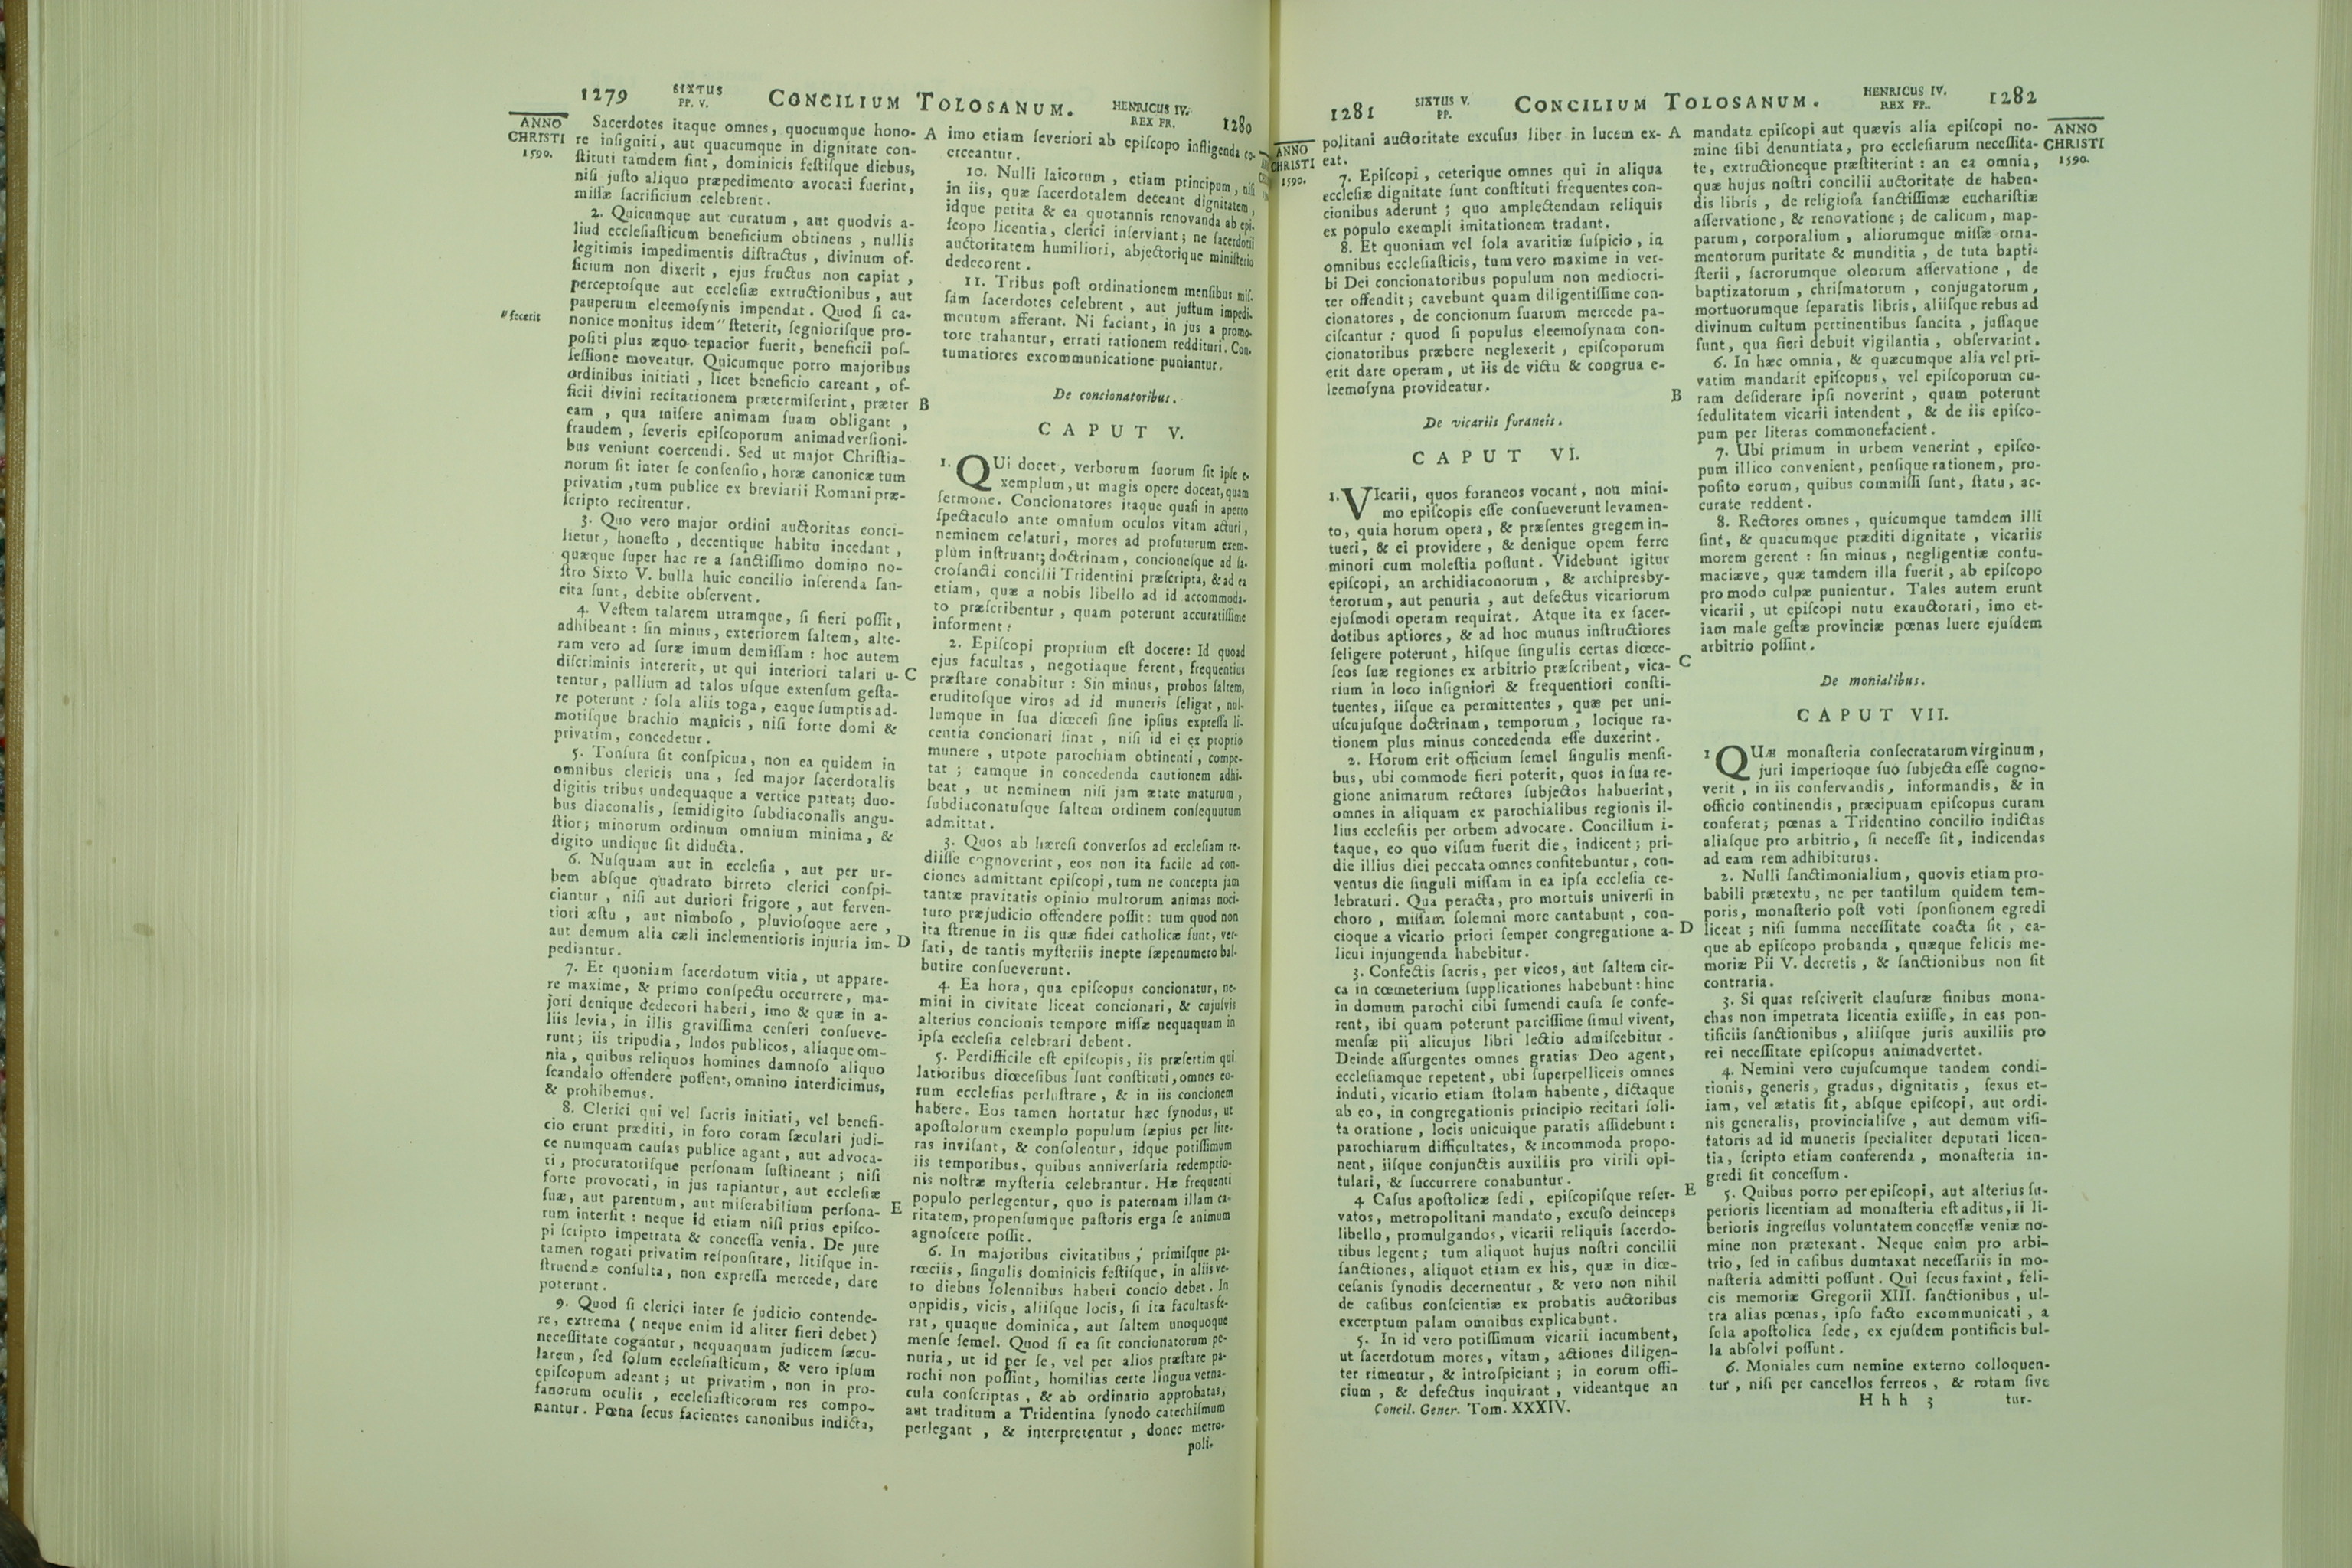 1279 SIXTUS PP. V. CONCILIUM TOLOSANUM. HENRICUS IV. REX FR. 1280
ANNO
CHRISTI
1590.
Sacerdotes itaque omnes, quocumque hono-
re insigniti, aut quacumque in dignitate con-
stituti tamdem sint, dominicis festisque diebus,
nisi justo aliquo præpedimento avocati fuerint,
missæ sacrificium celebrent.
2. Quicumque aut curatum, aut quodvis a-
liud ecclesiasticum beneficium obtinens, nullis
legitimis impedimentis distractus, divinum of-
ficium non dixerit, ejus fructus non capiat,
perceptosque aut ecclesiæ extructionibus, aut
pauperum eleemosynis impendat. Quod si ca-
" fecerit
nonice monitus idem" steterit, segniorisque pro-
positi plus æquo tenacior fuerit, beneficii pos-
sessione moveatur. Quicumque porro majoribus
ordinibus initiati, licet beneficio careant, of-
ficii divini recitationem prætermiserint, præter
eam, qua misere animam suam obligant,
fraudem, severis episcoporum animadversioni-
bus veniunt coercendi. Sed ut major Christia-
norum sit inter se consensio, horæ canonicæ tum
privatim, tum publice ex breviarii Romani præ-
scripto recirentur.
3. Quo vero major ordini auctoritas conci-
lietur, honesto, decentique habitu incedant,
quæque super hac re a sanctissimo domino no-
stro Sixto V. bulla huic concilio inserenda san-
cita sunt, debite observent.
4. Vestem talarem utramque, si fieri possit,
adhibeant: sin minus, exteriorem saltem, alte-
ram vero ad suræ imum demissam: hoc autem
discriminis intererit, ut qui interiori talari u-
tentur, pallium ad talos usque extensum gesta-
re poterunt: sola aliis toga, eaque sumptis ad-
motisque brachio manicis, nisi forte domi &
privatim, concedetur.
5. Tonsura sit conspicua, non ea quidem in
omnibus clericis una, sed major sacerdotalis
digitis tribus undequaque a vertice pateat; duo-
bus diaconalis, semidigito subdiaconalis angu-
stior; minorum ordinum omnium minima, &
digito undique sit diducta.
6. Nusquam aut in ecclesia, aut per ur-
bem absque quadrato birreto clerici conspi-
ciantur, nisi aut duriori frigore, aut ferven-
tiori æstu, aut nimboso, pluviosoque aere,
aut demum alia cæli inclementioris injuria im-
pediantur.
7. Et quoniam sacerdotum vitia, ut appare-
re maxime, & primo conspectu occurrere, ma-
jori denique dedecori haberi, imo & quæ in a-
liis levia, in illis gravissima censeri consueve-
runt; iis tripudia, ludos publicos, aliaque om-
nia, quibus reliquos homines damnoso aliquo
scandalo offendere possent, omnino interdicimus,
& prohibemus.
8. Clerici qui vel sacris initiati, vel benefi-
cio erunt præditi, in foro coram sæculari judi-
ce numquam causas publice agant, aut advoca-
ti, procuratorisque personam sustineant; nisi
forte provocati, in jus rapiantur, aut ecclesiæ
suæ, aut parentum, aut miserabilium persona-
rum intersit: neque id etiam nisi prius episco-
pi scripto impetrata & concessa venia. De jure
tamen rogati privatim responsitare, litisque in-
struendæ consulta, non expressa mercede, dare
poterunt.
9. Quod si clerici inter se judicio contende-
re, extrema (neque enim id aliter fieri debet)
necessitate cogantur, nequaquam judicem sæcu-
larem, sed solum ecclesiasticum, & vero ipsum
episcopum adeant; ut privatim, non in pro-
fanorum oculis, ecclesiasticorum res compo-
nantur. Pœna secus facientes canonibus indicta,
A
B
C
D
E
imo etiam severiori ab episcopo infligenda co-
erceantur.
10. Nulli laicorum, etiam principum, nisi
in iis, quæ sacerdotalem deceant dignitatem,
idque petita & ea quotannis renovanda ab epi-
scopo licentia, clerici inserviant; ne sacerdotii
auctoritatem humiliori, abjectorique ministerio
dedecorent.
11. Tribus post ordinationem mensibus mis-
sam sacerdotes celebrent, aut justum impedi-
mentum afferant. Ni faciant, in jus a promo-
tore trahantur, errati rationem reddituri. Con-
tumatiores excommunicatione puniantur.
De concionatoribus.
CAPUT V.
1. QUi docet, verborum suorum sit ipse e-
xemplum, ut magis opere doceat, quam
sermone. Concionatores itaque quasi in aperto
spectaculo ante omnium oculos vitam acturi,
neminem celaturi, mores ad profuturum exem-
plum instruant; doctrinam, concionesque ad sa-
crosancti concilii Tridentini præscripta, & ad ea
etiam, quæ a nobis libello ad id accommoda-
to præscribentur, quam poterunt accuratissime
informent:
2. Episcopi proprium est docere: Id quoad
ejus facultas, negotiaque ferent, frequentius
præstare conabitur: Sin minus, probos saltem,
eruditosque viros ad id muneris seligat, nul-
lumque in sua diœcesi sine ipsius expressa li-
centia concionari sinat, nisi id ei ex proprio
munere, utpote parochiam obtinenti, compe-
tat; eamque in concedenda cautionem adhi-
beat, ut neminem nisi jam ætate maturum,
subdiaconatusque saltem ordinem consequutum
admittat.
3. Quos ab hæresi conversos ad ecclesiam re-
diisse cognoverint, eos non ita facile ad con-
ciones admittant episcopi, tum ne concepta jam
tantæ pravitatis opinio multorum animas noci-
turo præjudicio offendere possit: tum quod non
ita strenue in iis quæ fidei catholicæ sunt, ver-
sati, de tantis mysteriis inepte sæpenumero bal-
butire consueverunt.
4. Ea hora, qua episcopus concionatur, ne-
mini in civitate liceat concionari, & cujusvis
alterius concionis tempore missæ nequaquam in
ipsa ecclesia celebrari debent.
5. Perdifficile est episcopis, iis præsertim qui
latioribus diœcesibus sunt constituti, omnes eo-
rum ecclesias perlustrare, & in iis concionem
habere. Eos tamen hortatur hæc synodus, ut
apostolorum exemplo populum sæpius per lite-
ras invisant, & consolentur, idque potissimum
iis temporibus, quibus anniversaria redemptio-
nis nostræ mysteria celebrantur. Hæ frequenti
populo perlegentur, quo is paternam illam ca-
ritatem, propensumque pastoris erga se animum
agnoscere possit.
6. In majoribus civitatibus, primisque pa-
rœciis, singulis dominicis festisque, in aliis ve-
ro diebus solennibus haberi concio debet. In
oppidis, vicis, aliisque locis, si ita facultas fe-
rat, quaque dominica, aut saltem unoquoque
mense semel. Quod si ea sit concionatorum pe-
nuria, ut id per se, vel per alios præstare pa-
rochi non possint, homilias certe lingua verna-
cula conscriptas, & ab ordinario approbatas,
aut traditum a Tridentina synodo catechismum
perlegant, & interpretentur, donec metro-
poli-
1281 SIXTUS V. PP. CONCILIUM TOLOSANUM. HENRICUS IV. REX FR. 1282
ANNO
CHRISTI
1590.
politani auctoritate excusus liber in lucem ex-
eat.
7. Episcopi, ceterique omnes qui in aliqua
ecclesiæ dignitate sunt constituti frequentes con-
cionibus aderunt; quo amplectendam reliquis
ex populo exempli imitationem tradant.
8. Et quoniam vel sola avaritiæ suspicio, in
omnibus ecclesiasticis, tum vero maxime in ver-
bi Dei concionatoribus populum non mediocri-
ter offendit; cavebunt quam diligentissime con-
cionatores, de concionum suarum mercede pa-
ciscantur: quod si populus eleemosynam con-
cionatoribus præbere neglexerit, episcoporum
erit dare operam, ut iis de victu & congrua e-
leemosyna provideatur.
De vicariis foraneis.
CAPUT VI.
1. VIcarii, quos foraneos vocant, non mini-
mo episcopis esse consueverunt levamen-
to, quia horum opera, & præsentes gregem in-
tueri, & ei providere, & denique opem ferre
minori cum molestia possunt. Videbunt igitur
episcopi, an archidiaconorum, & archipresby-
terorum, aut penuria, aut defectus vicariorum
ejusmodi operam requirat. Atque ita ex sacer-
dotibus aptiores, & ad hoc munus instructiores
seligere poterunt, hisque singulis certas diœce-
seos suæ regiones ex arbitrio præscribent, vica-
rium in loco insigniori & frequentiori consti-
tuentes, iisque ea permittentes, quæ per uni-
uscujusque doctrinam, temporum, locique ra-
tionem plus minus concedenda esse duxerint.
2. Horum erit officium semel singulis mensi-
bus, ubi commode fieri poterit, quos in sua re-
gione animarum rectores subjectos habuerint,
omnes in aliquam ex parochialibus regionis il-
lius ecclesiis per orbem advocare. Concilium i-
taque, eo quo visum fuerit die, indicent; pri-
die illius diei peccata omnes confitebuntur, con-
ventus die singuli missam in ea ipsa ecclesia ce-
lebraturi. Qua peracta, pro mortuis universi in
choro, missam solemni more cantabunt, con-
cioque a vicario priori semper congregatione a-
licui injungenda habebitur.
3. Confectis sacris, per vicos, aut saltem cir-
ca cœmeterium supplicationes habebunt: hinc
in domum parochi cibi sumendi causa se confe-
rent, ibi quam poterunt parcissime simul vivent,
mensæ pii alicujus libri lectio admiscebitur.
Deinde assurgentes omnes gratias Deo agent,
ecclesiamque repetent, ubi superpelliceis omnes
induti, vicario etiam stolam habente, dictaque
ab eo, in congregationis principio recitari soli-
ta oratione, locis unicuique paratis assidebunt:
parochiarum difficultates, & incommoda propo-
nent, iisque conjunctis auxiliis pro virili opi-
tulari, & succurrere conabuntur.
4 Casus apostolicæ sedi, episcopisque reser-
vatos, metropolitani mandato, excuso deinceps
libello, promulgandos, vicarii reliquis sacerdo-
tibus legent; tum aliquot hujus nostri concilii
sanctiones, aliquot etiam ex his, quæ in diœ-
cesanis synodis decernentur, & vero non nihil
de casibus conscientiæ ex probatis auctoribus
excerptum palam omnibus explicabunt.
5. In id vero potissimum vicarii incumbent,
ut sacerdotum mores, vitam, actiones diligen-
ter rimentur, & introspiciant; in eorum offi-
cium, & defectus inquirant, videantque an
Concil. Gener. Tom. XXXIV.
A
B
C
D
E
mandata episcopi aut quævis alia episcopi no-
mine sibi denuntiata, pro ecclesiarum necessita-
te, extructioneque præstiterint: an ea omnia,
quæ hujus nostri concilii auctoritate de haben-
dis libris, de religiosa sanctissimæ eucharistiæ
asservatione, & renovatione; de calicum, map-
parum, corporalium, aliorumque missæ orna-
mentorum puritate & munditia, de tuta bapti-
sterii, sacrorumque oleorum asservatione, de
baptizatorum, chrismatorum, conjugatorum,
mortuorumque separatis libris, aliisque rebus ad
divinum cultum pertinentibus sancita, jussaque
sunt, qua fieri debuit vigilantia, observarint.
6. In hæc omnia, & quæcumque alia vel pri-
vatim mandarit episcopus, vel episcoporum cu-
ram desiderare ipsi noverint, quam poterunt
sedulitatem vicarii intendent, & de iis episco-
pum per literas commonefacient.
7. Ubi primum in urbem venerint, episco-
pum illico convenient, pensique rationem, pro-
posito eorum, quibus commissi sunt, statu, ac-
curate reddent.
8. Rectores omnes, quicumque tamdem illi
sint, & quacumque præditi dignitate, vicariis
morem gerent: sin minus, negligentiæ contu-
maciæve, quæ tamdem illa fuerit, ab episcopo
pro modo culpæ punientur. Tales autem erunt
vicarii, ut episcopi nutu exauctorari, imo et-
iam male gestæ provinciæ pœnas luere ejusdem
arbitrio possint.
De monialibus.
CAPUT VII.
1 QUÆ monasteria consecratarum virginum,
juri imperioque suo subjecta esse cogno-
verit, in iis conservandis, informandis, & in
officio continendis, præcipuam episcopus curam
conferat; pœnas a Tridentino concilio indictas
aliasque pro arbitrio, si necesse sit, indicendas
ad eam rem adhibiturus.
2. Nulli sanctimonialium, quovis etiam pro-
babili prætextu, ne per tantilum quidem tem-
poris, monasterio post voti sponsionem egredi
liceat; nisi summa necessitate coacta sit, ea-
que ab episcopo probanda, quæque felicis me-
moriæ Pii V. decretis, & sanctionibus non sit
contraria.
3. Si quas resciverit clausuræ finibus mona-
chas non impetrata licentia exiisse, in eas pon-
tificiis sanctionibus, aliisque juris auxiliis pro
rei necessitate episcopus animadvertet.
4. Nemini vero cujuscumque tandem condi-
tionis, generis, gradus, dignitatis, sexus et-
iam, vel ætatis sit, absque episcopi, aut ordi-
nis generalis, provincialisve, aut demum visi-
tatoris ad id muneris specialiter deputati licen-
tia, scripto etiam conferenda, monasteria in-
gredi sit concessum.
5. Quibus porro per episcopi, aut alterius su-
perioris licentiam ad monasteria est aditus, ii li-
berioris ingressus voluntatem concessæ veniæ no-
mine non prætexant. Neque enim pro arbi-
trio, sed in casibus dumtaxat necessariis in mo-
nasteria admitti possunt. Qui secus faxint, feli-
cis memoriæ Gregorii XIII. sanctionibus, ul-
tra alias pœnas, ipso facto excommunicati, a
sola apostolica sede, ex ejusdem pontificis bul-
la absolvi possunt.
6. Moniales cum nemine externo colloquen-
tur, nisi per cancellos ferreos, & rotam sive
Hhh 3 tur-
ANNO
CHRISTI
1590.